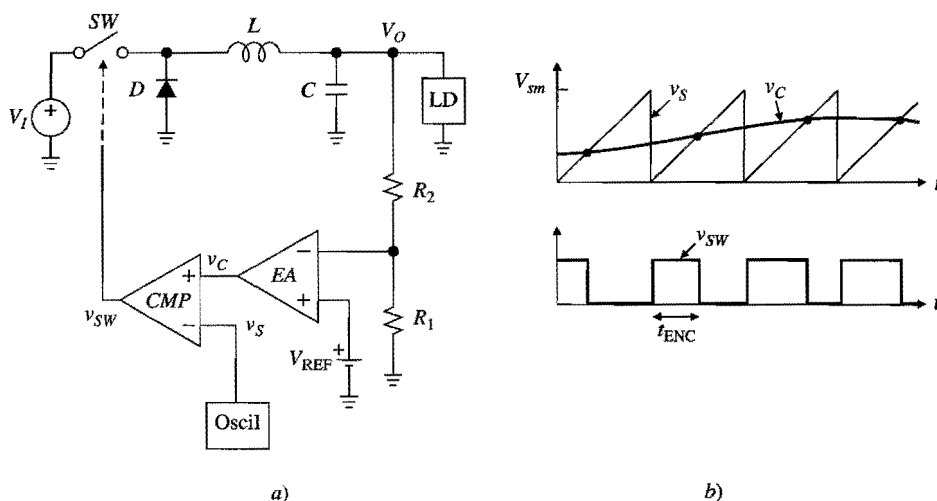 SW
L
V_O
D
C
LD
V_I
R_2
v_C
EA
CMP
v_SW
v_S
R_1
V_REF
Oscil
a)
V_sm
v_S
v_C
t
v_SW
t
t_ENC
b)